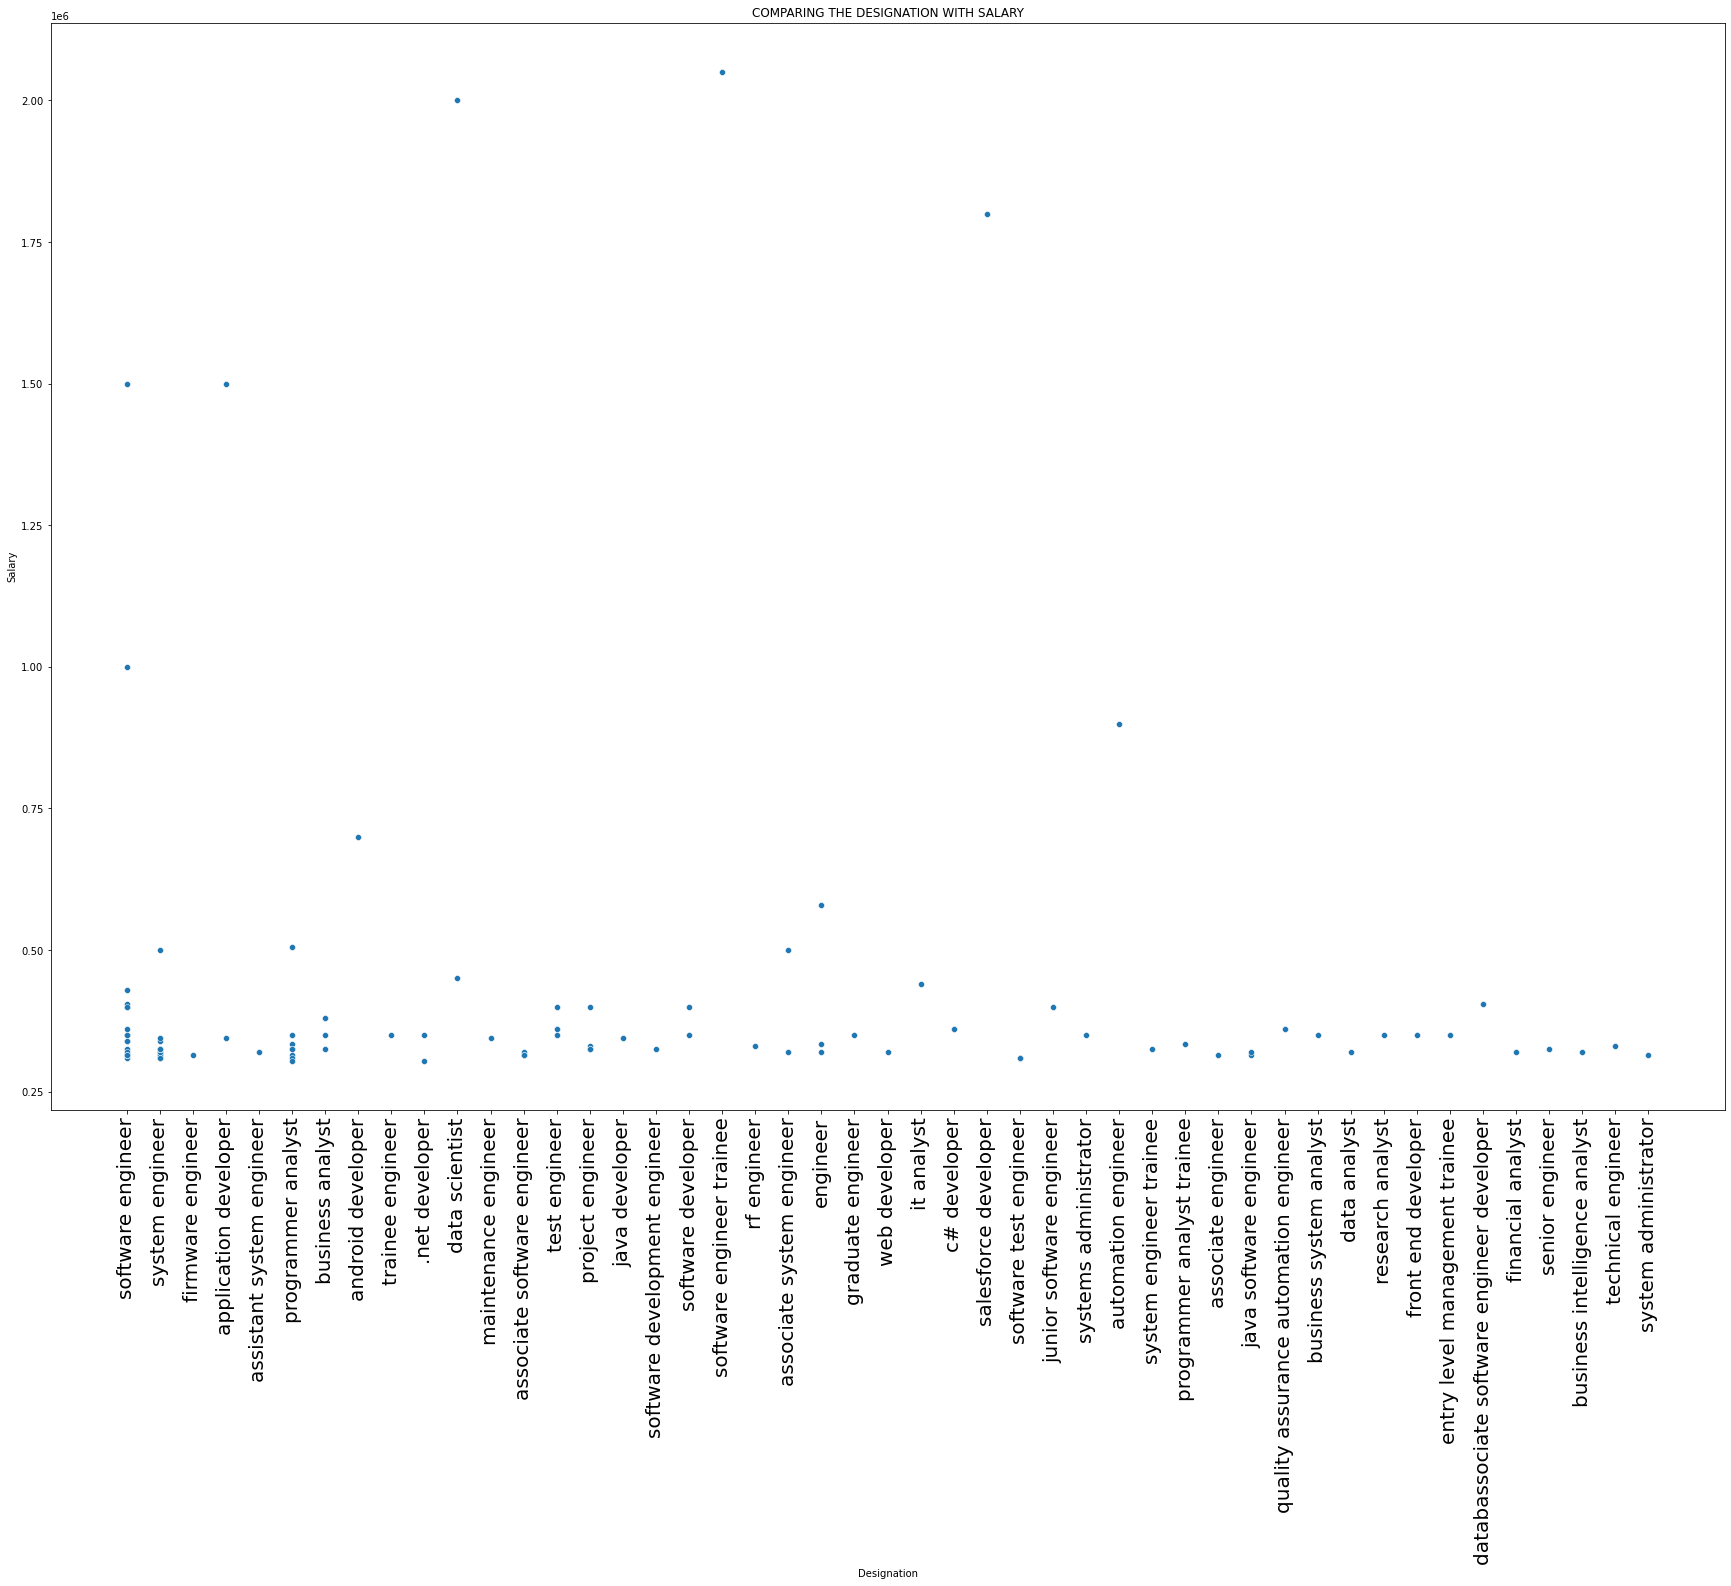 COMPARING THE DESIGNATION WITH SALARY
1e6
2.00
1.75
1.50
1.25
1.00
0.75
0.50
0.25
Salary
software engineer
system engineer
firmware engineer
application developer
assistant system engineer
programmer analyst
business analyst
android developer
trainee engineer
.net developer
data scientist
maintenance engineer
associate software engineer
test engineer
project engineer
java developer
software development engineer
software developer
software engineer trainee
rf engineer
associate system engineer
engineer
graduate engineer
web developer
it analyst
c# developer
salesforce developer
software test engineer
junior software engineer
systems administrator
automation engineer
system engineer trainee
programmer analyst trainee
associate engineer
java software engineer
quality assurance automation engineer
business system analyst
data analyst
research analyst
front end developer
entry level management trainee
databassociate software engineer developer
financial analyst
senior engineer
business intelligence analyst
technical engineer
system administrator
Designation